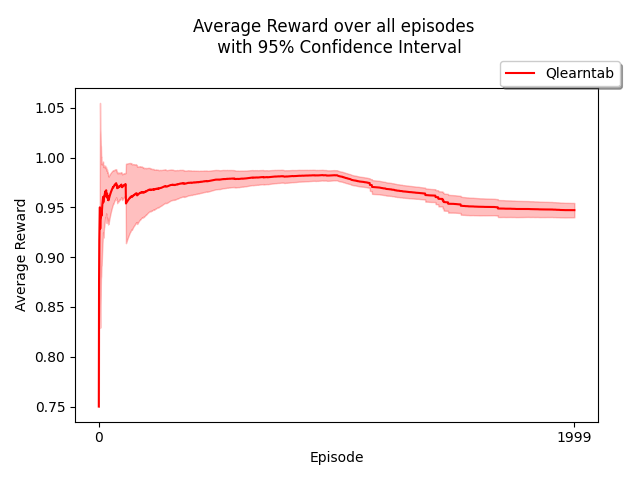 Average Reward over all episodes
with 95% Confidence Interval
Qlearntab
1.05
1.00
0.95
0.90
0.85
0.80
0.75
Average Reward
0
1999
Episode